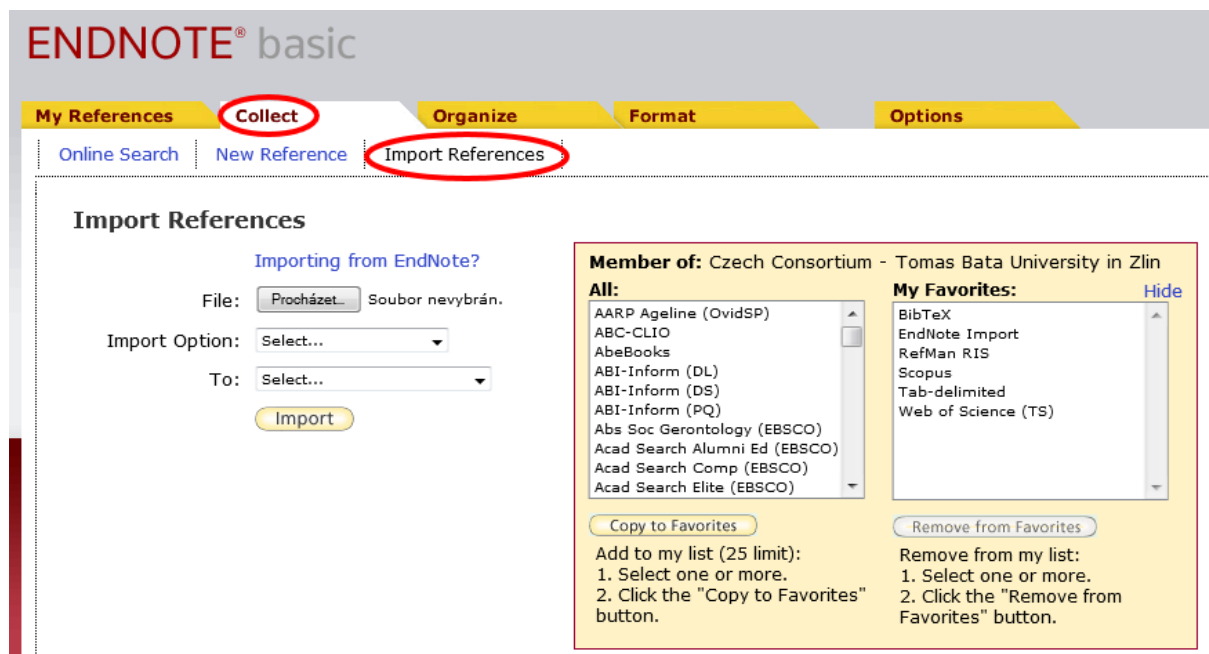 ENDNOTE® basic
My References Collect Organize Format Options
Online Search New Reference Import References
Import References
Importing from EndNote?
File: Procházet... Soubor nevybrán.
Import Option: Select...
To: Select...
Import
Member of: Czech Consortium - Tomas Bata University in Zlin
All:
AARP Ageline (OvidSP)
ABC-CLIO
AbeBooks
ABI-Inform (DL)
ABI-Inform (DS)
ABI-Inform (PQ)
Abs Soc Gerontology (EBSCO)
Acad Search Alumni Ed (EBSCO)
Acad Search Comp (EBSCO)
Acad Search Elite (EBSCO)
Copy to Favorites
Add to my list (25 limit):
1. Select one or more.
2. Click the "Copy to Favorites"
button.
My Favorites: Hide
BibTeX
EndNote Import
RefMan RIS
Scopus
Tab-delimited
Web of Science (TS)
Remove from Favorites
Remove from my list:
1. Select one or more.
2. Click the "Remove from
Favorites" button.